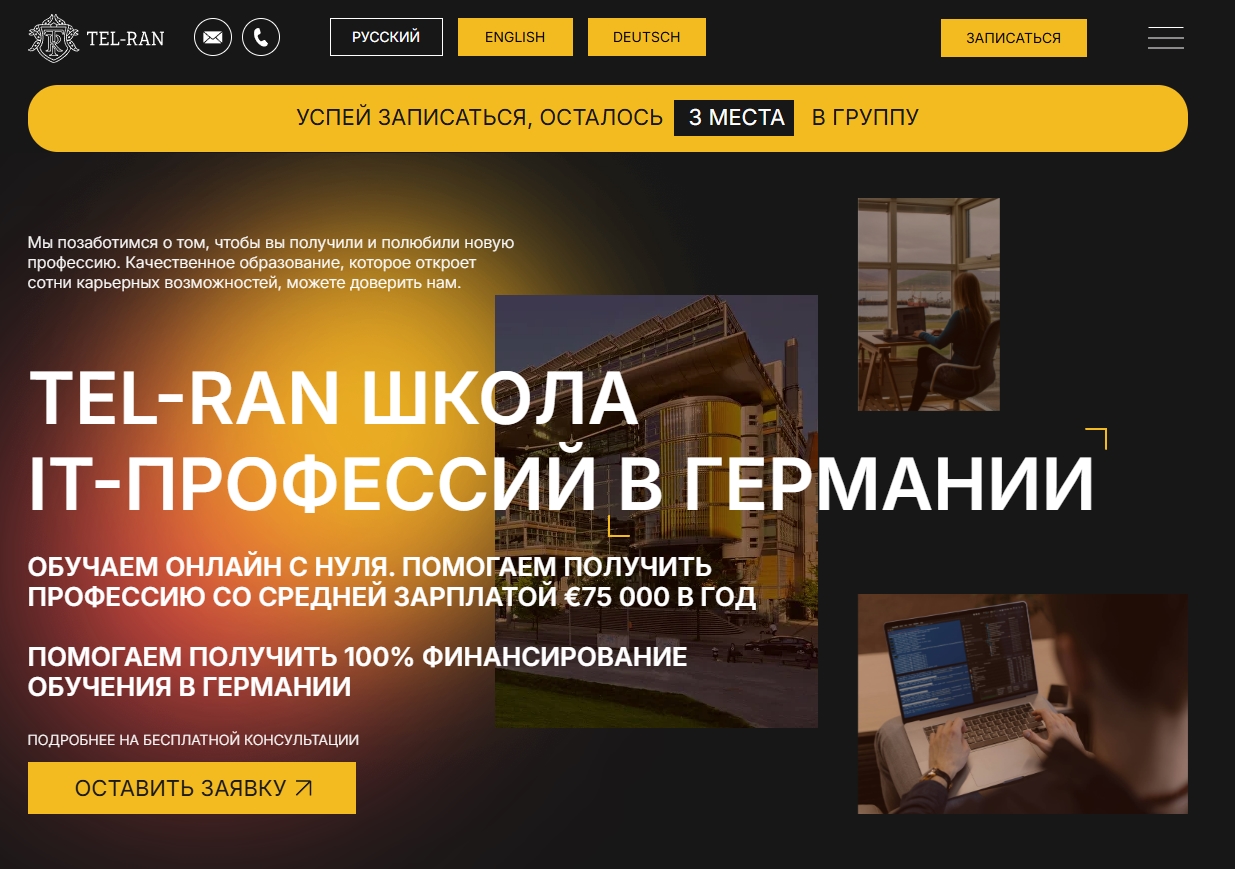 TEL-RAN
РУССКИЙ
ENGLISH
DEUTSCH
ЗАПИСАТЬСЯ
УСПЕЙ ЗАПИСАТЬСЯ, ОСТАЛОСЬ 3 МЕСТА В ГРУППУ
Мы позаботимся о том, чтобы вы получили и полюбили новую
профессию. Качественное образование, которое откроет
сотни карьерных возможностей, можете доверить нам.
TEL-RAN ШКОЛА
IT-ПРОФЕССИЙ В ГЕРМАНИИ
ОБУЧАЕМ ОНЛАЙН С НУЛЯ. ПОМОГАЕМ ПОЛУЧИТЬ
ПРОФЕССИЮ СО СРЕДНЕЙ ЗАРПЛАТОЙ €75 000 В ГОД
ПОМОГАЕМ ПОЛУЧИТЬ 100% ФИНАНСИРОВАНИЕ
ОБУЧЕНИЯ В ГЕРМАНИИ
ПОДРОБНЕЕ НА БЕСПЛАТНОЙ КОНСУЛЬТАЦИИ
ОСТАВИТЬ ЗАЯВКУ